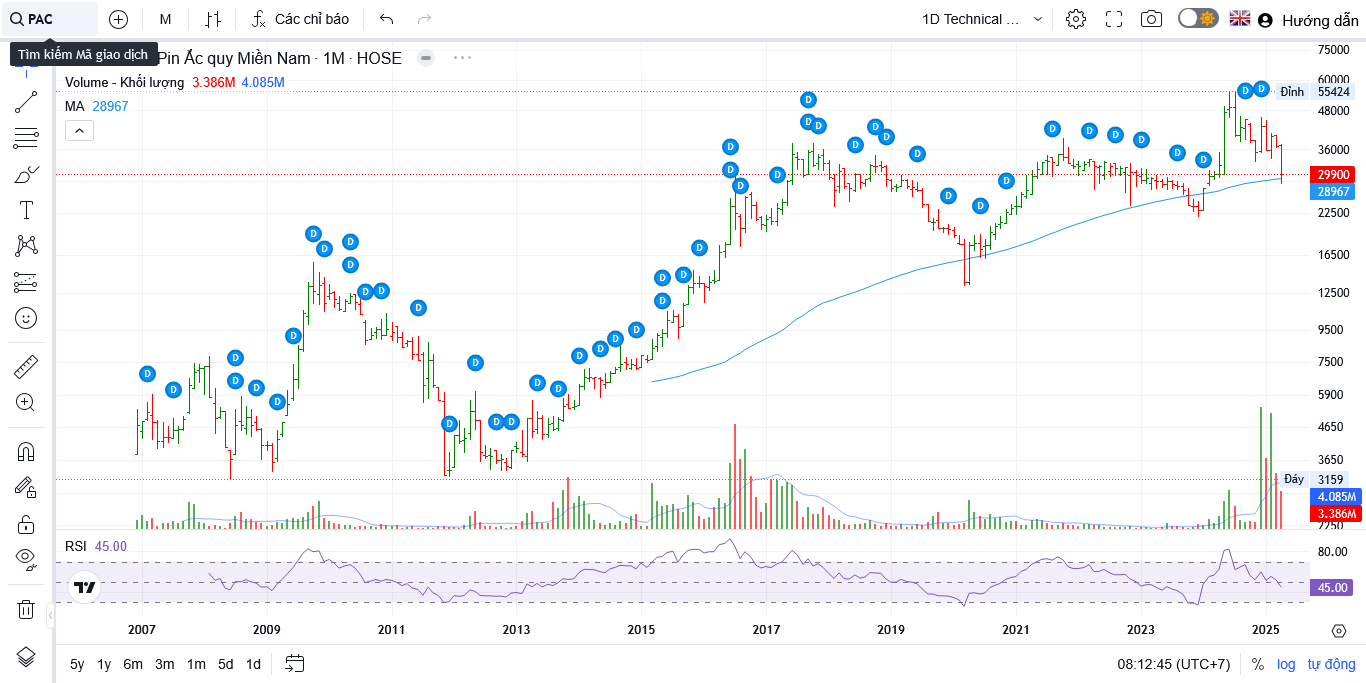 PAC
M
Các chỉ báo
1D Technical ...
Hướng dẫn
Tìm kiếm Mã giao dịch
Pin Ắc quy Miền Nam · 1M · HOSE
Volume - Khối lượng 3.386M 4.085M
MA 28967
75000
60000
Đỉnh 55424
48000
36000
29900
28967
22500
16500
12500
9500
7500
5900
4650
3650
Đáy 3159
4.085M
3.386M
RSI 45.00
80.00
45.00
2007 2009 2011 2013 2015 2017 2019 2021 2023 2025
5y 1y 6m 3m 1m 5d 1d
08:12:45 (UTC+7) % log tự động